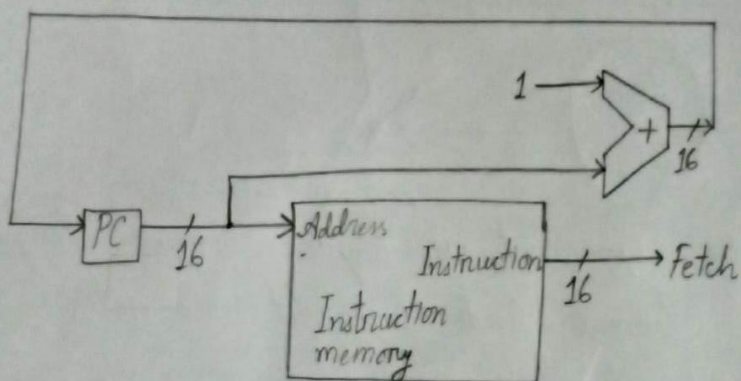 1
+
16
PC
16
Address
Instruction
16
Fetch
Instruction
memory